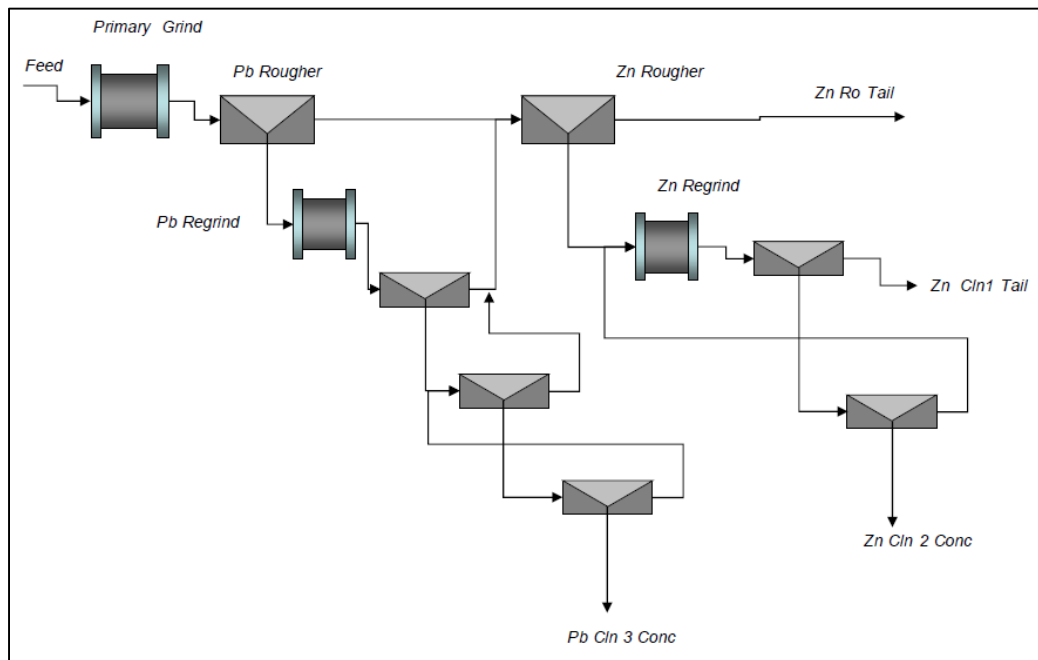 Primary Grind
Feed
Pb Rougher
Zn Rougher
Zn Ro Tail
Zn Regrind
Pb Regrind
Zn Cln1 Tail
Zn Cln 2 Conc
Pb Cln 3 Conc